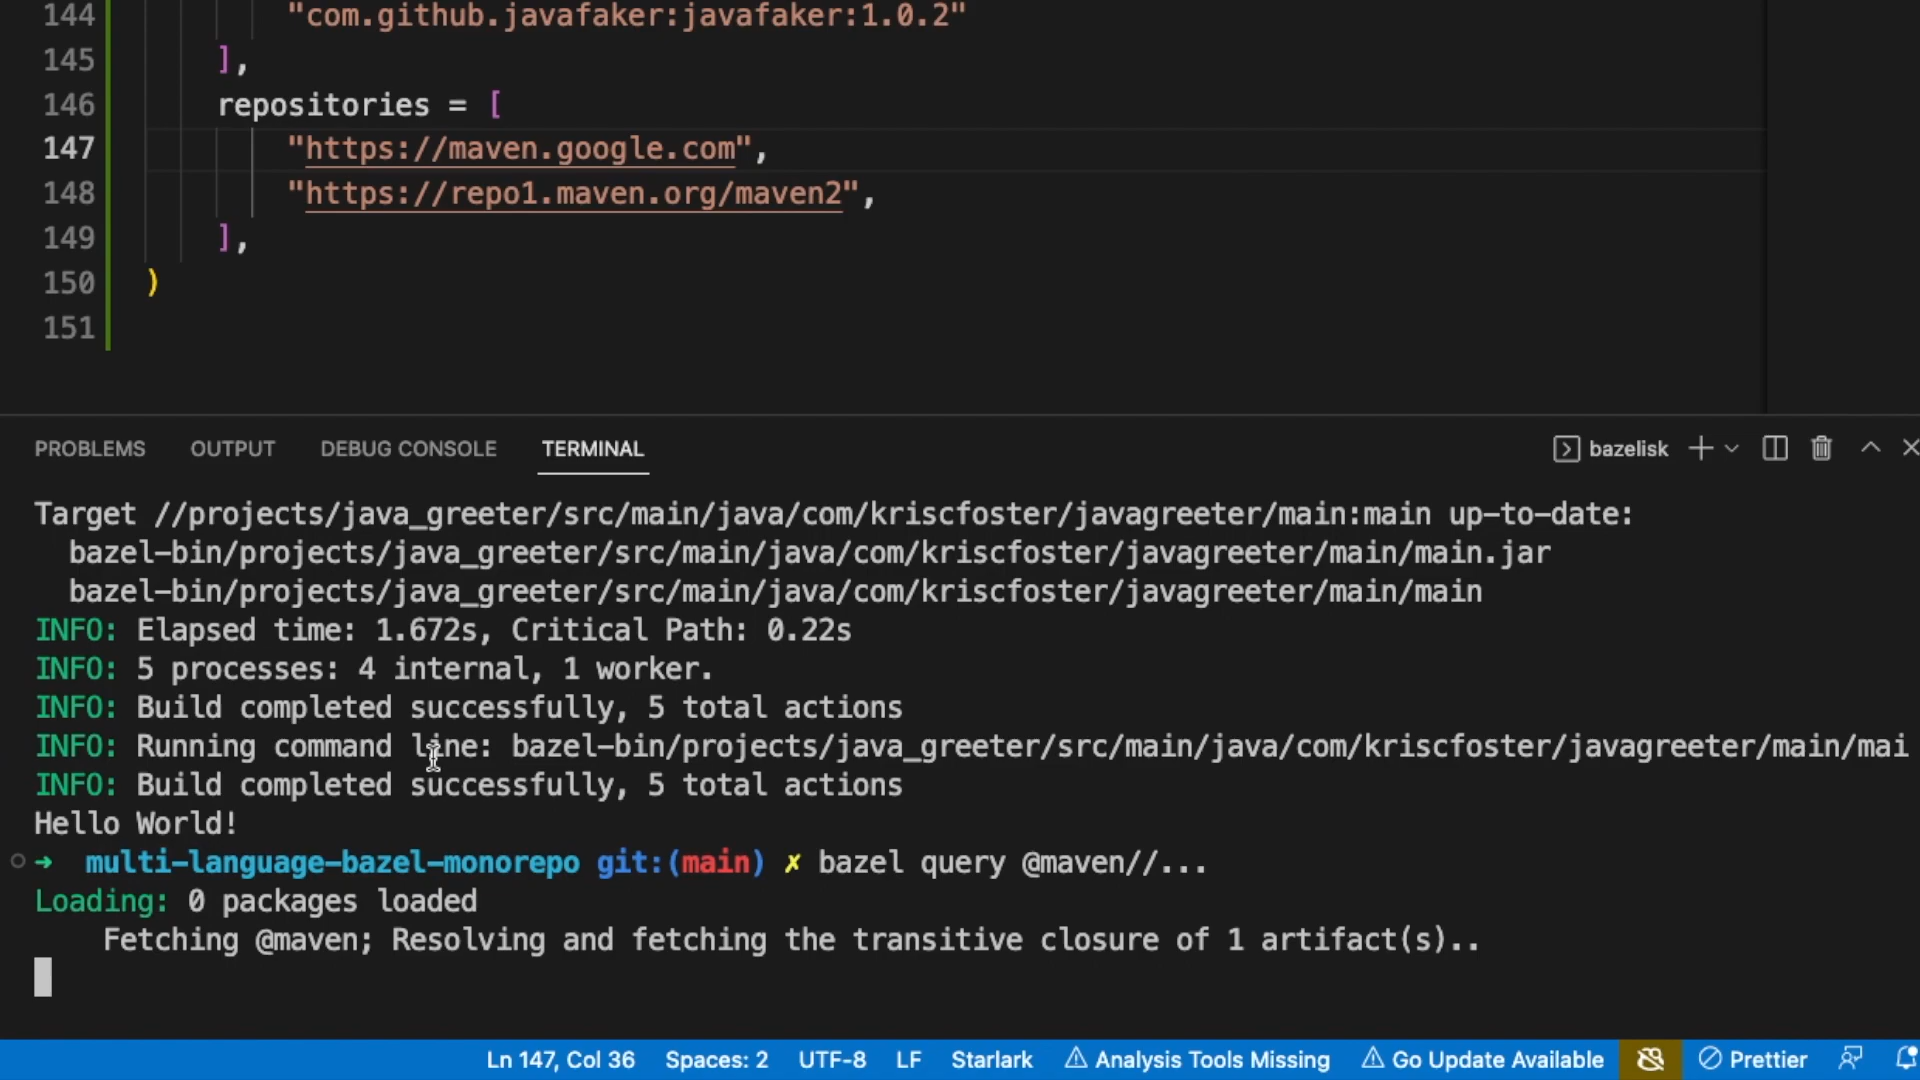 144 "com.github.javafaker:javafaker:1.0.2"
145 ],
146 repositories = [
147 "https://maven.google.com",
148 "https://repo1.maven.org/maven2",
149 ],
150 )
151
PROBLEMS OUTPUT DEBUG CONSOLE TERMINAL bazelisk
Target //projects/java_greeter/src/main/java/com/kriscfoster/javagreeter/main:main up-to-date:
bazel-bin/projects/java_greeter/src/main/java/com/kriscfoster/javagreeter/main/main.jar
bazel-bin/projects/java_greeter/src/main/java/com/kriscfoster/javagreeter/main/main
INFO: Elapsed time: 1.672s, Critical Path: 0.22s
INFO: 5 processes: 4 internal, 1 worker.
INFO: Build completed successfully, 5 total actions
INFO: Running command line: bazel-bin/projects/java_greeter/src/main/java/com/kriscfoster/javagreeter/main/mai
INFO: Build completed successfully, 5 total actions
Hello World!
➜ multi-language-bazel-monorepo git:(main) ✗ bazel query @maven//...
Loading: 0 packages loaded
Fetching @maven; Resolving and fetching the transitive closure of 1 artifact(s)..
Ln 147, Col 36 Spaces: 2 UTF-8 LF Starlark Analysis Tools Missing Go Update Available Prettier